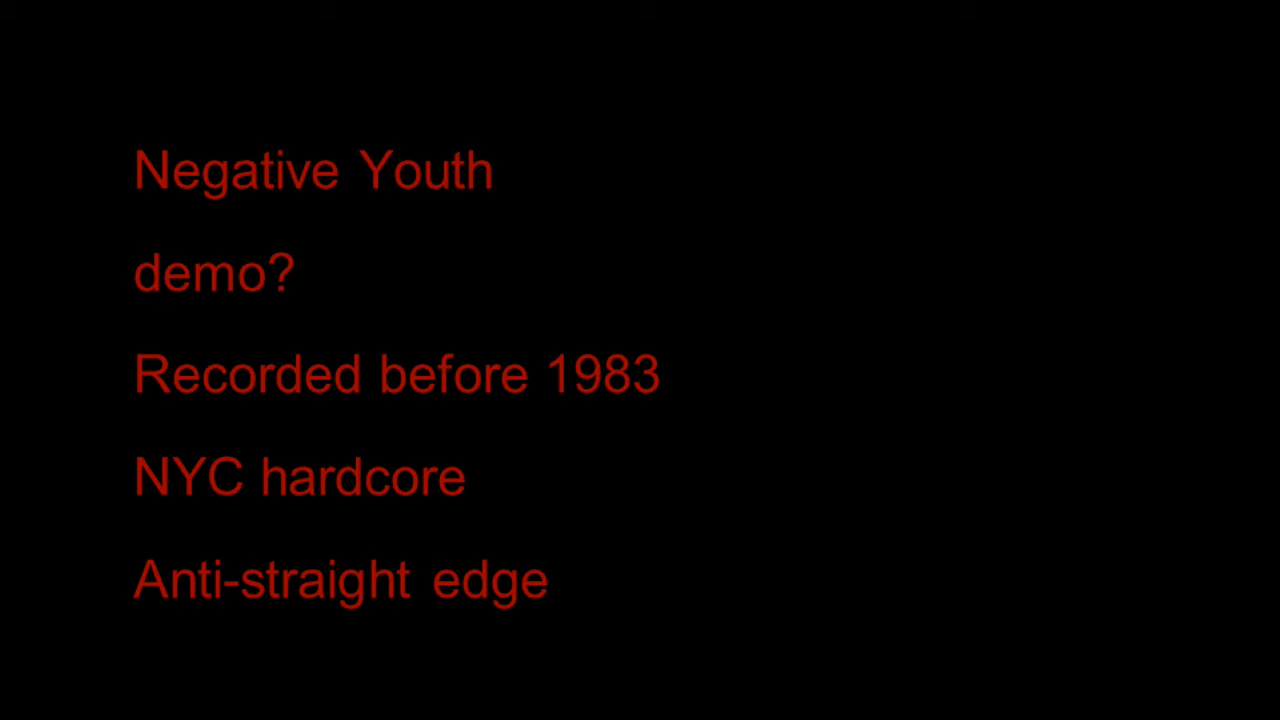 Negative Youth
demo?
Recorded before 1983
NYC hardcore
Anti-straight edge